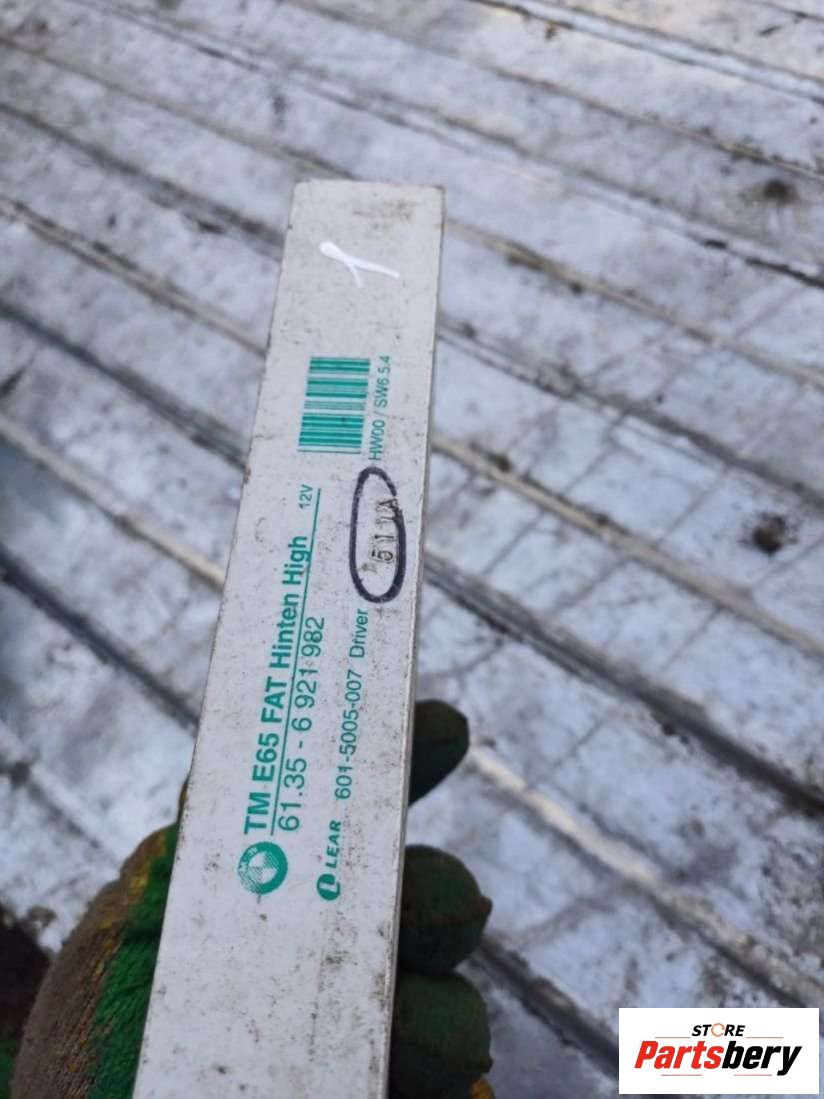 TM E65 FAT Hinten High 12V
61.35 - 6 921 982
LEAR 601-5005-007 Driver
HW00 / SW6.5.4
STORE
Partsbery